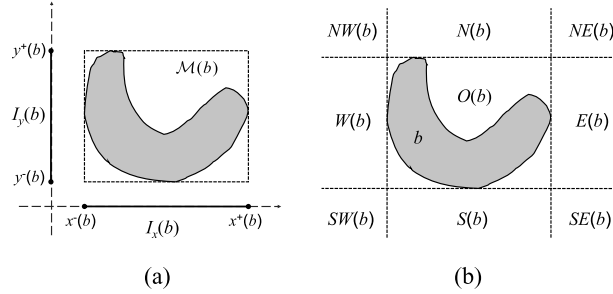 y⁺(b)
M(b)
I_y(b)
y⁻(b)
x⁻(b)
I_x(b)
x⁺(b)
(a)
NW(b)
N(b)
NE(b)
W(b)
O(b)
b
E(b)
SW(b)
S(b)
SE(b)
(b)